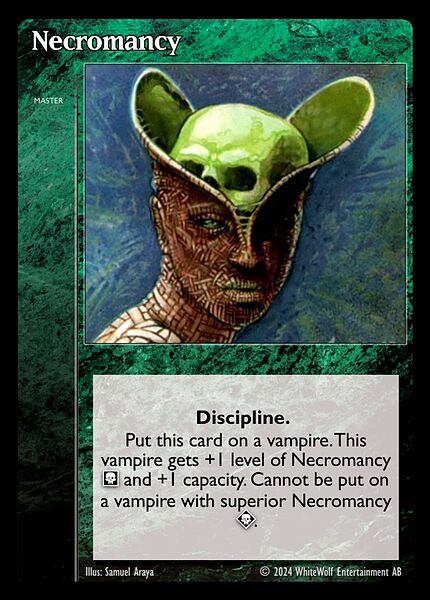 Necromancy
MASTER
Discipline.
Put this card on a vampire. This
vampire gets +1 level of Necromancy
and +1 capacity. Cannot be put on
a vampire with superior Necromancy
.
Illus: Samuel Araya
© 2024 WhiteWolf Entertainment AB